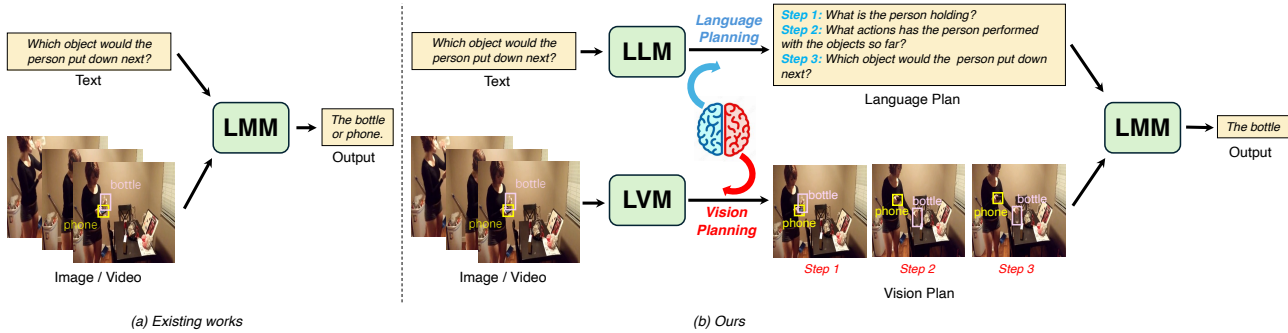 Which object would the
person put down next?
Text
LMM
The bottle
or phone.
Output
bottle
phone
Image / Video
(a) Existing works
Which object would the
person put down next?
Text
LLM
Language
Planning
Step 1: What is the person holding?
Step 2: What actions has the person performed
with the objects so far?
Step 3: Which object would the person put down
next?
Language Plan
bottle
phone
Image / Video
LVM
Vision
Planning
bottle
phone
Step 1
phone
bottle
Step 2
phone
bottle
Step 3
Vision Plan
LMM
The bottle
Output
(b) Ours